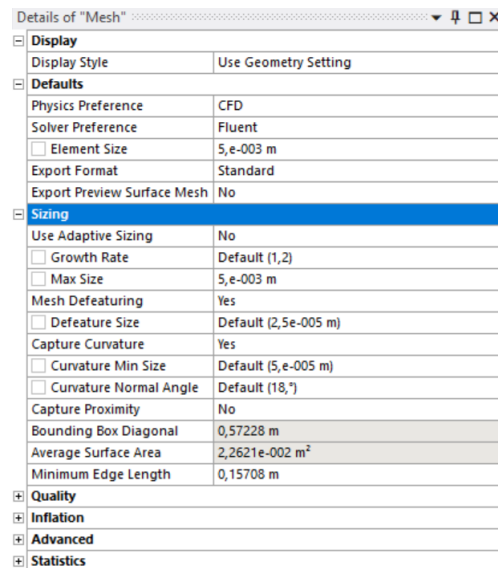 Details of "Mesh"
Display
Display Style Use Geometry Setting
Defaults
Physics Preference CFD
Solver Preference Fluent
Element Size 5,e-003 m
Export Format Standard
Export Preview Surface Mesh No
Sizing
Use Adaptive Sizing No
Growth Rate Default (1,2)
Max Size 5,e-003 m
Mesh Defeaturing Yes
Defeature Size Default (2,5e-005 m)
Capture Curvature Yes
Curvature Min Size Default (5,e-005 m)
Curvature Normal Angle Default (18,°)
Capture Proximity No
Bounding Box Diagonal 0,57228 m
Average Surface Area 2,2621e-002 m²
Minimum Edge Length 0,15708 m
Quality
Inflation
Advanced
Statistics